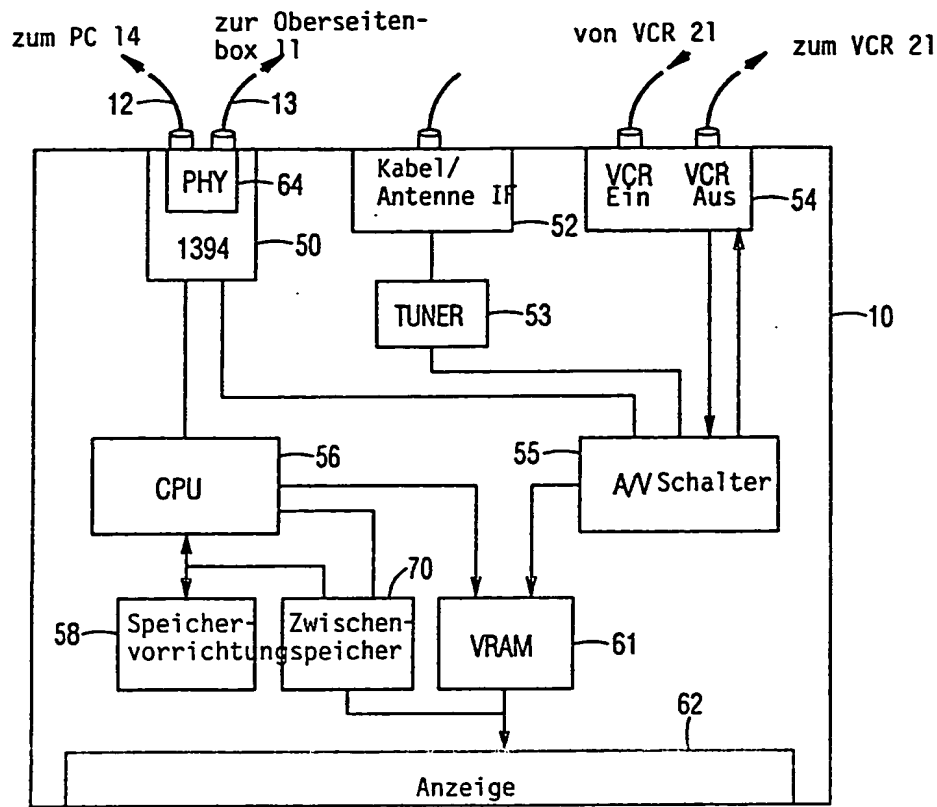 zum PC 14
zur Oberseiten-
box 11
von VCR 21
zum VCR 21
12
13
PHY
64
1394
50
Kabel/
Antenne IF
52
VCR
Ein
VCR
Aus
54
TUNER
53
10
CPU
56
55
A/V Schalter
58
Speicher-
vorrichtung
Zwischen-
speicher
70
VRAM
61
62
Anzeige